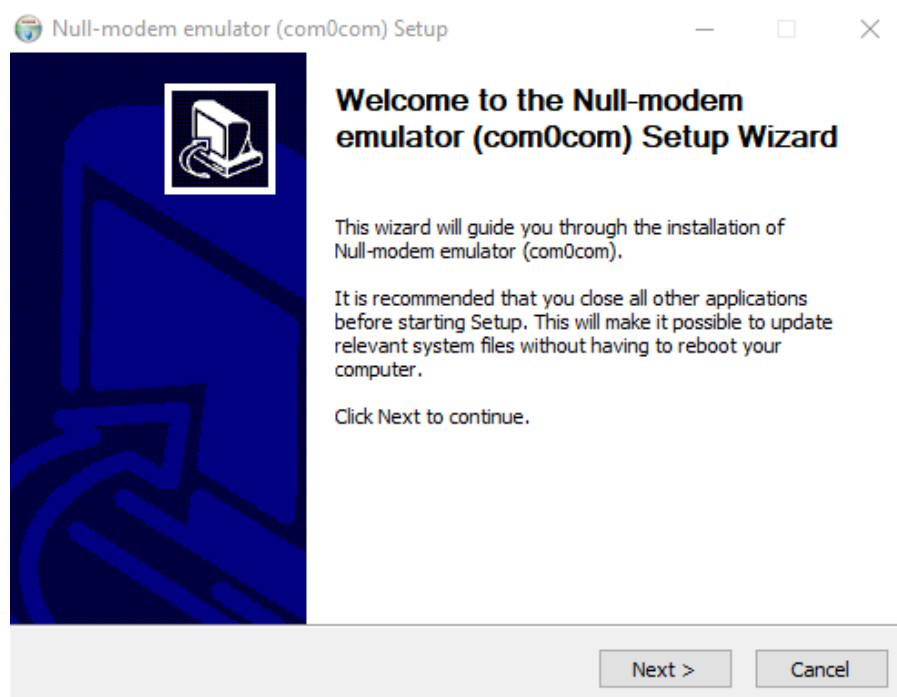 Null-modem emulator (com0com) Setup
Welcome to the Null-modem
emulator (com0com) Setup Wizard
This wizard will guide you through the installation of
Null-modem emulator (com0com).
It is recommended that you close all other applications
before starting Setup. This will make it possible to update
relevant system files without having to reboot your
computer.
Click Next to continue.
Next >
Cancel